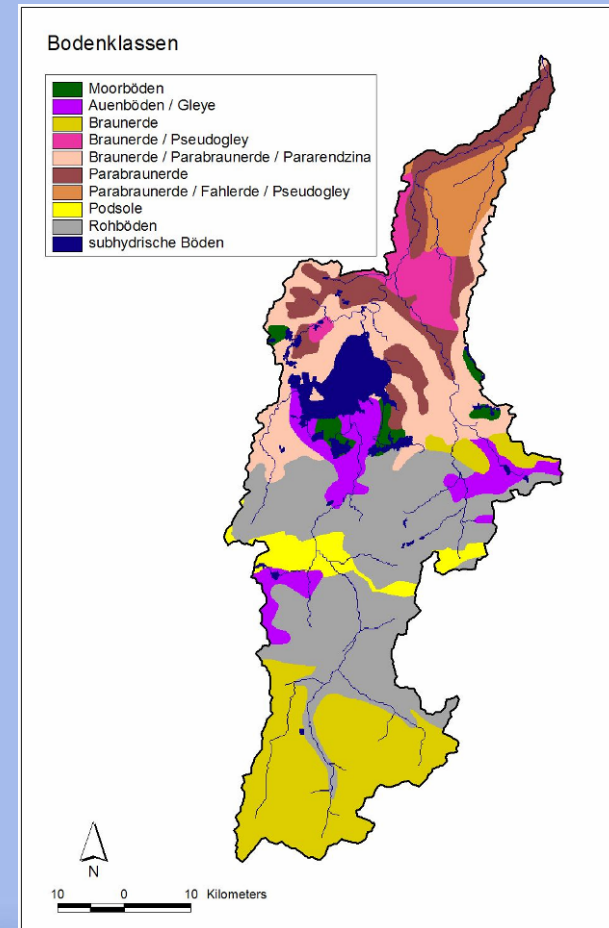 Bodenklassen
Moorböden
Auenböden / Gleye
Braunerde
Braunerde / Pseudogley
Braunerde / Parabraunerde / Pararendzina
Parabraunerde
Parabraunerde / Fahlerde / Pseudogley
Podsole
Rohböden
subhydrische Böden
N
10 0 10 Kilometers